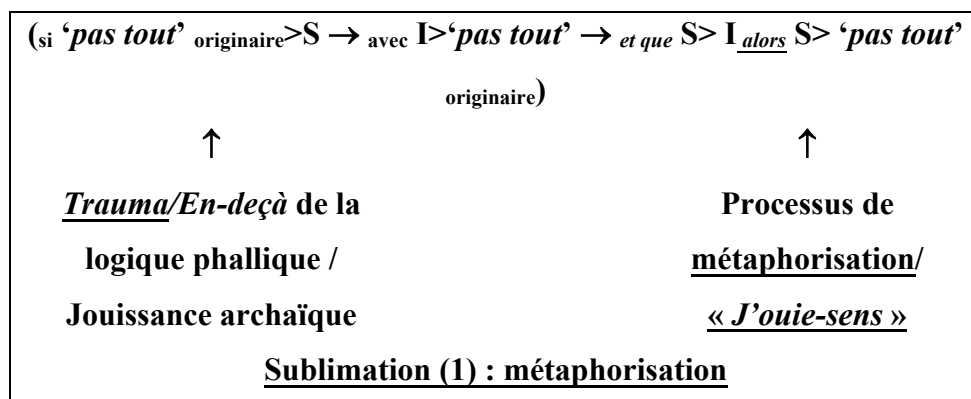 (si ‘pas tout’ originaire>S → avec I>‘pas tout’ → et que S> I alors S> ‘pas tout’
originaire)
↑ ↑
Trauma/En-deçà de la Processus de
logique phallique / métaphorisation/
Jouissance archaïque « J’ouie-sens »
Sublimation (1) : métaphorisation